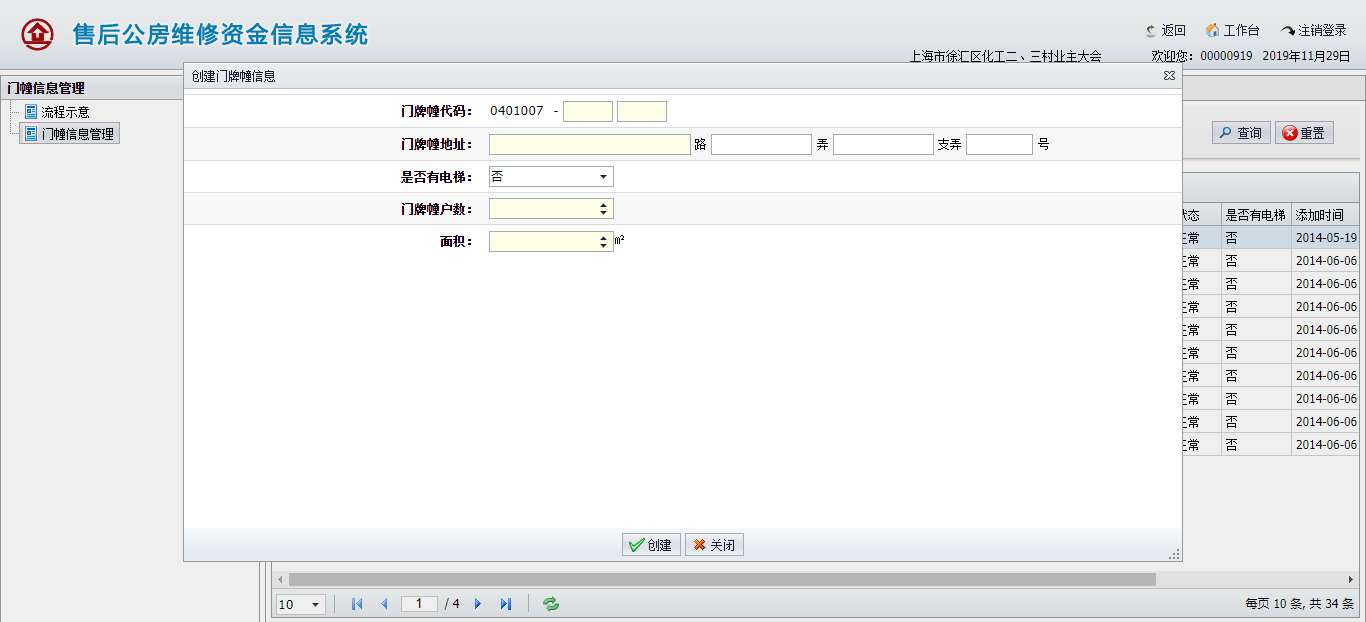 售后公房维修资金信息系统
返回 工作台 注销登录
上海市徐汇区化工二、三村业主大会 欢迎您: 00000919 2019年11月29日
门幢信息管理
流程示意
门幢信息管理
创建门牌幢信息
门牌幢代码: 0401007 -
门牌幢地址: 路 弄 支弄 号
是否有电梯: 否
门牌幢户数:
面积: ㎡
创建 关闭
查询 重置
态 是否有电梯 添加时间
常 否 2014-05-19
常 否 2014-06-06
常 否 2014-06-06
常 否 2014-06-06
常 否 2014-06-06
常 否 2014-06-06
常 否 2014-06-06
常 否 2014-06-06
常 否 2014-06-06
常 否 2014-06-06
10 1 / 4 每页 10 条, 共 34 条